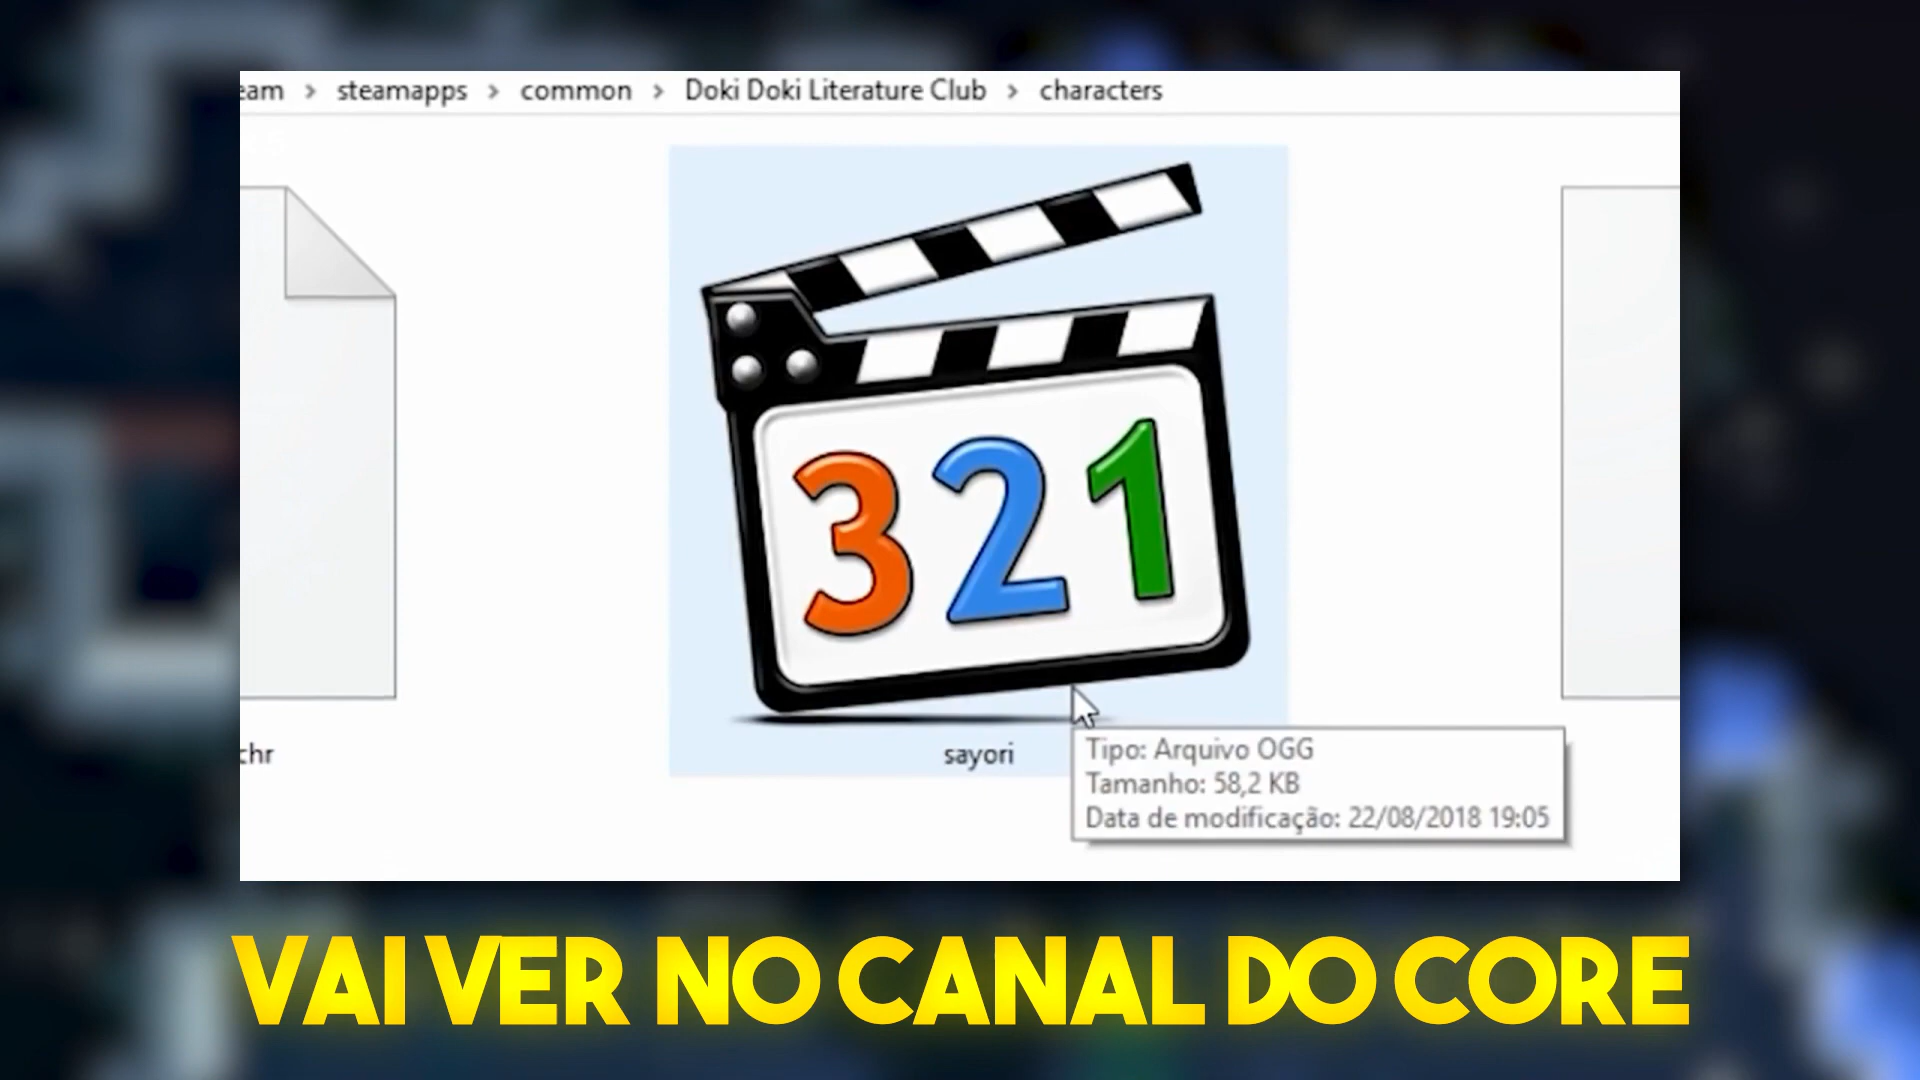 eam > steamapps > common > Doki Doki Literature Club > characters
321
chr
sayori
Tipo: Arquivo OGG
Tamanho: 58,2 KB
Data de modificação: 22/08/2018 19:05
VAI VER NO CANAL DO CORE